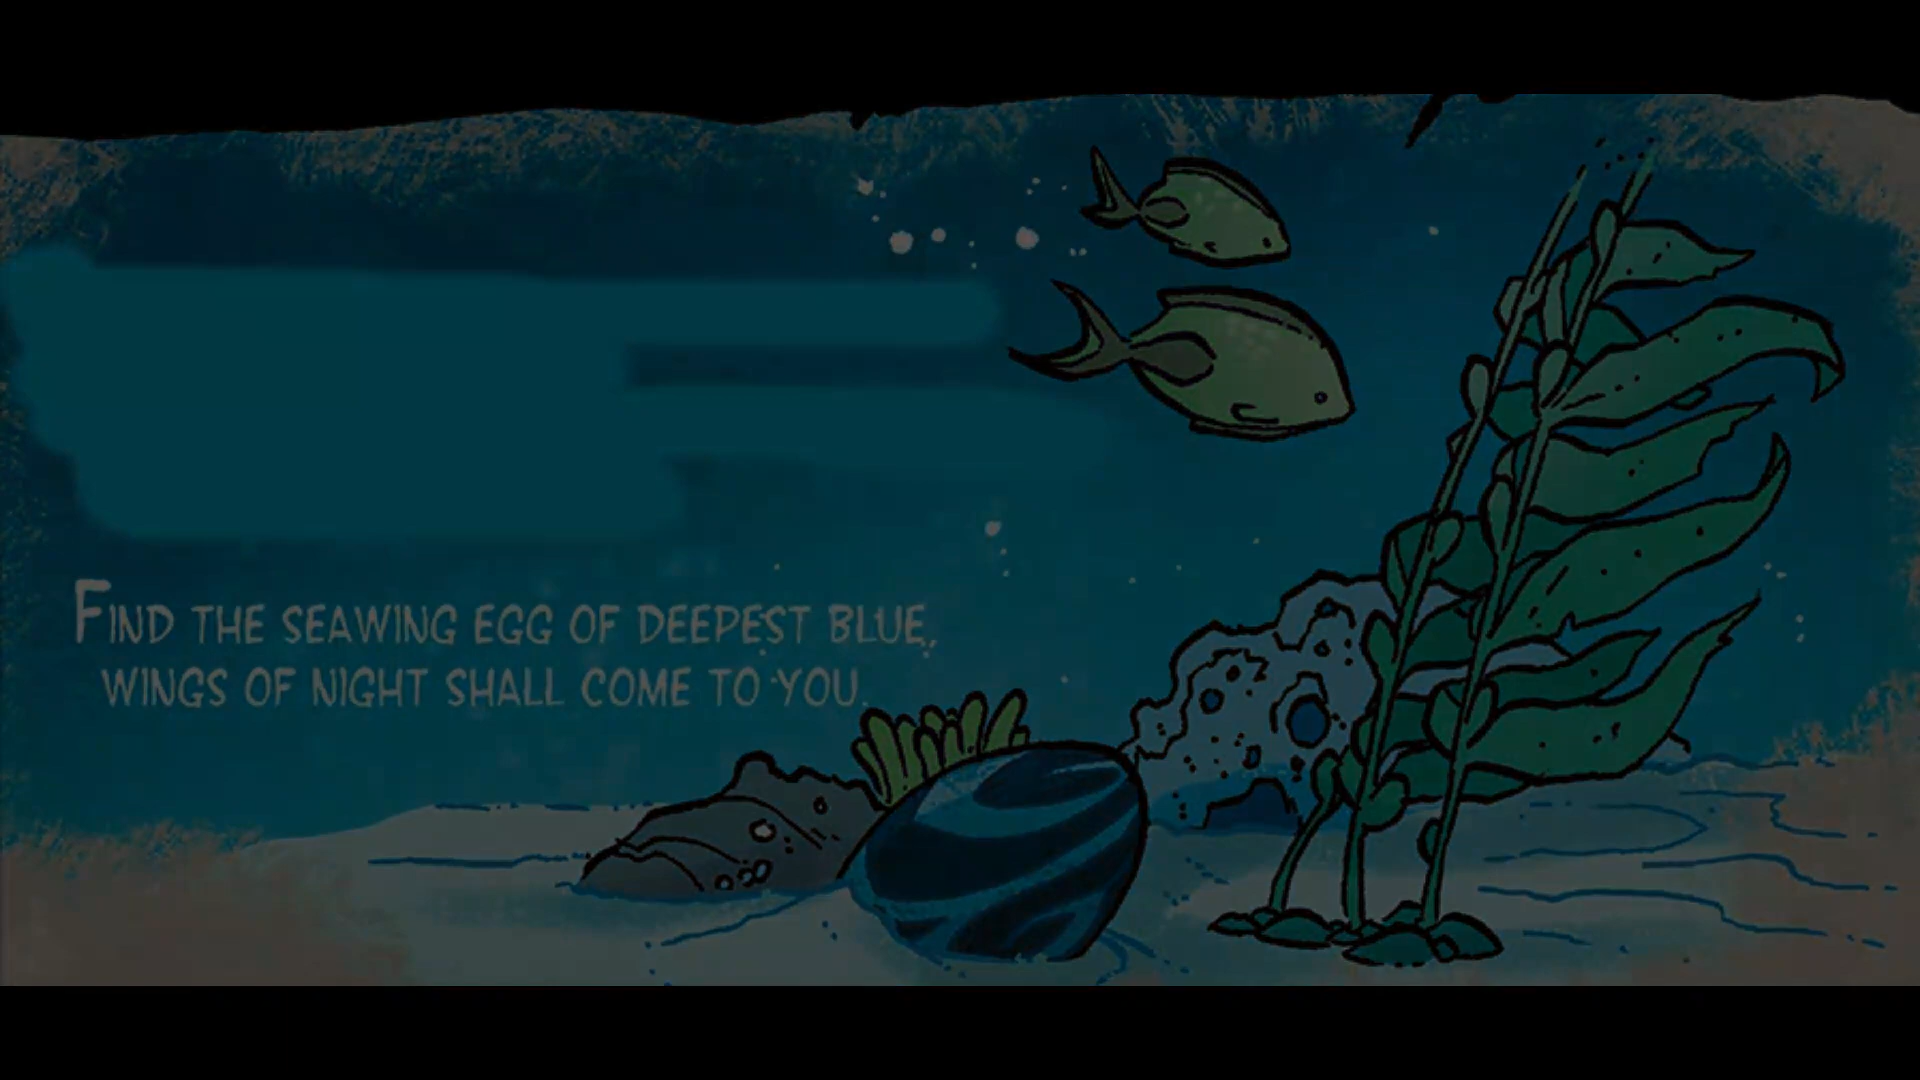 FIND THE SEAWING EGG OF DEEPEST BLUE,
WINGS OF NIGHT SHALL COME TO YOU.